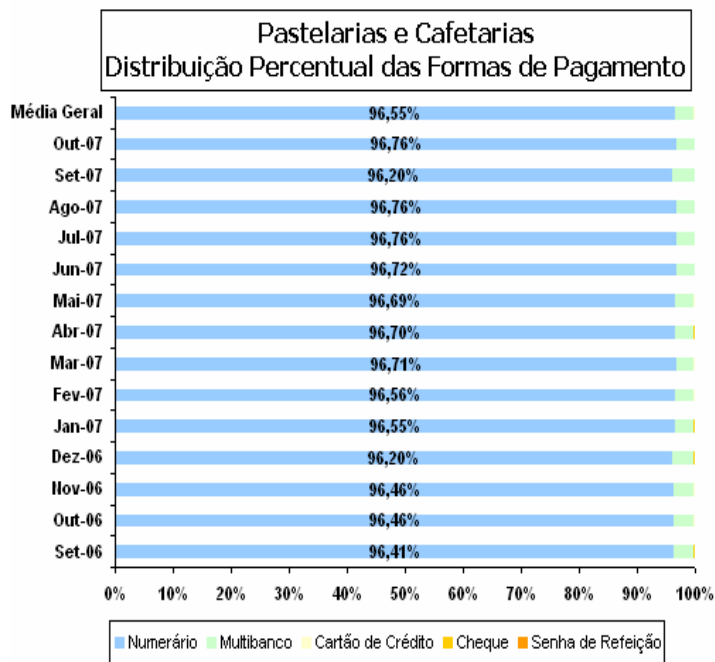 Pastelarias e Cafetarias
Distribuição Percentual das Formas de Pagamento
Média Geral 96,55%
Out-07 96,76%
Set-07 96,20%
Ago-07 96,76%
Jul-07 96,76%
Jun-07 96,72%
Mai-07 96,69%
Abr-07 96,70%
Mar-07 96,71%
Fev-07 96,56%
Jan-07 96,55%
Dez-06 96,20%
Nov-06 96,46%
Out-06 96,46%
Set-06 96,41%
0% 10% 20% 30% 40% 50% 60% 70% 80% 90% 100%
Numerário Multibanco Cartão de Crédito Cheque Senha de Refeição